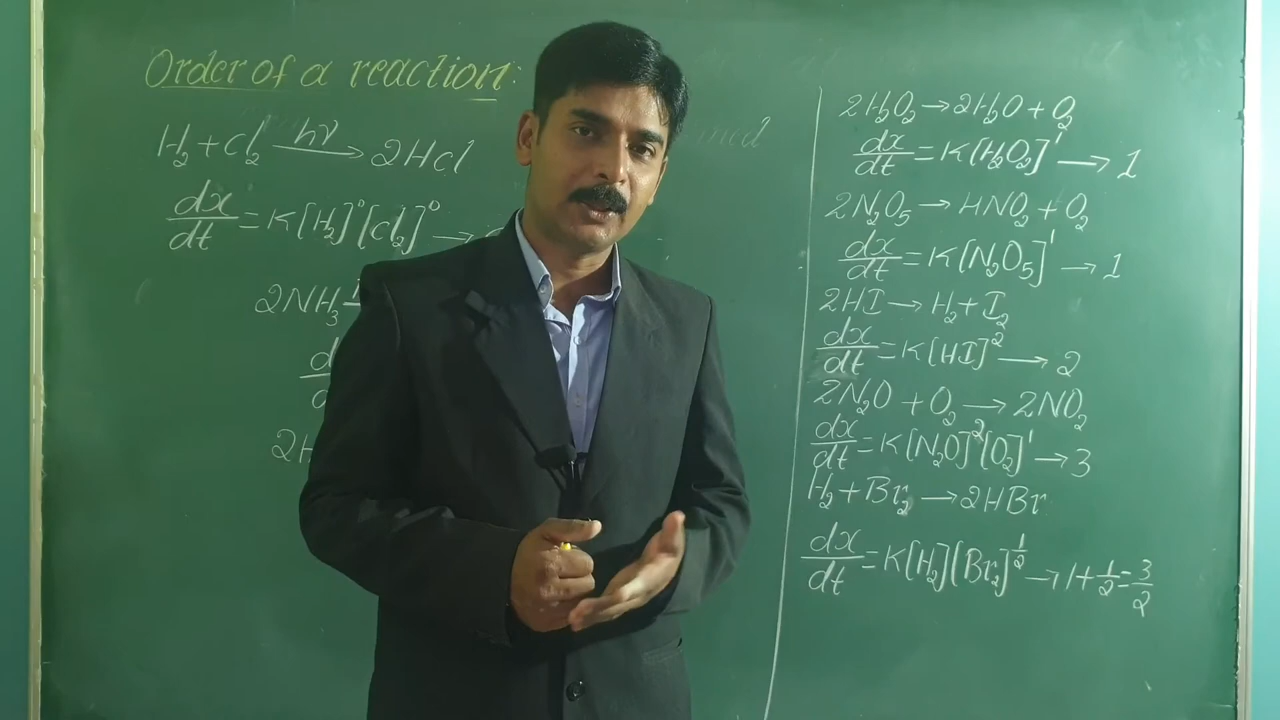 Order of a reaction:
H₂ + Cl₂ —hν→ 2HCl
dx/dt = K[H₂]⁰[Cl₂]⁰ →
2NH₃
2H
2H₂O₂ → 2H₂O + O₂
dx/dt = K[H₂O₂]¹ → 1
2N₂O₅ → HNO₂ + O₂
dx/dt = K[N₂O₅]¹ → 1
2HI → H₂ + I₂
dx/dt = K[HI]² → 2
2N₂O + O₂ → 2NO₂
dx/dt = K[N₂O]²[O₂]¹ → 3
H₂ + Br₂ → 2HBr
dx/dt = K[H₂][Br₂]^1/2 → 1 + 1/2 = 3/2